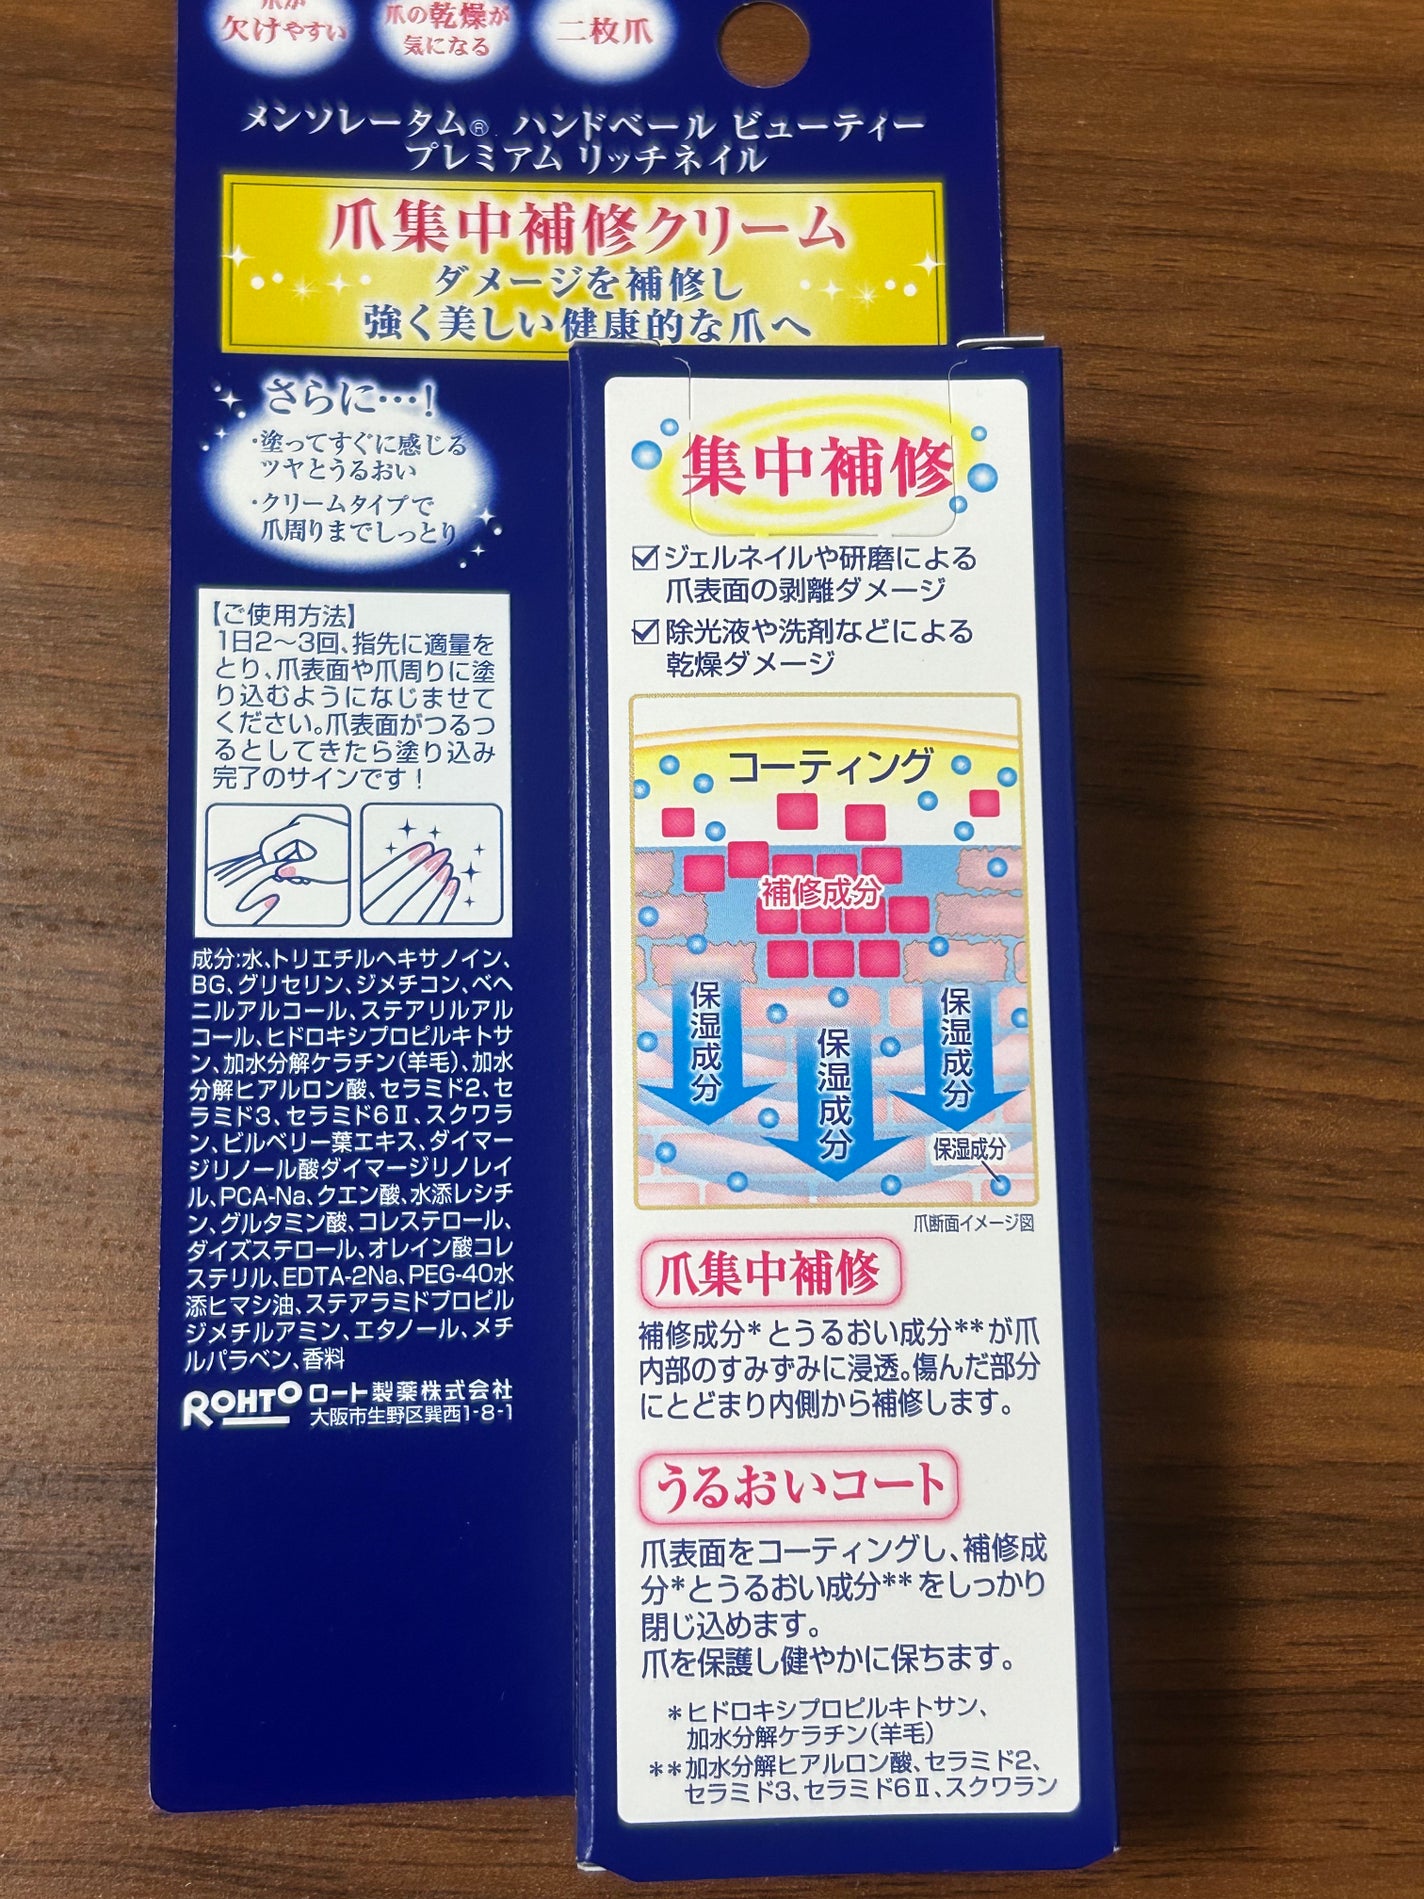 爪が
欠けやすい
爪の乾燥が
気になる
二枚爪
メンソレータム® ハンドベール ビューティー
プレミアム リッチネイル
爪集中補修クリーム
ダメージを補修し
強く美しい健康的な爪へ
さらに…!
・塗ってすぐに感じる
ツヤとうるおい
・クリームタイプで
爪周りまでしっとり
【ご使用方法】
1日2〜3回、指先に適量を
とり、爪表面や爪周りに塗
り込むようになじませて
ください。爪表面がつるつ
るとしてきたら塗り込み
完了のサインです!
成分:水、トリエチルヘキサノイン、
BG、グリセリン、ジメチコン、ベヘ
ニルアルコール、ステアリルアル
コール、ヒドロキシプロピルキトサ
ン、加水分解ケラチン(羊毛)、加水
分解ヒアルロン酸、セラミド2、セ
ラミド3、セラミド6Ⅱ、スクワラ
ン、ビルベリー葉エキス、ダイマー
ジリノール酸ダイマージリノレイ
ル、PCA-Na、クエン酸、水添レシチ
ン、グルタミン酸、コレステロール、
ダイズステロール、オレイン酸コレ
ステリル、EDTA-2Na、PEG-40水
添ヒマシ油、ステアラミドプロピル
ジメチルアミン、エタノール、メチ
ルパラベン、香料
ROHTO ロート製薬株式会社
大阪市生野区巽西1-8-1
集中補修
☑ジェルネイルや研磨による
爪表面の剥離ダメージ
☑除光液や洗剤などによる
乾燥ダメージ
コーティング
補修成分
保湿成分
保湿成分
保湿成分
保湿成分
爪断面イメージ図
爪集中補修
補修成分*とうるおい成分**が爪
内部のすみずみに浸透。傷んだ部分
にとどまり内側から補修します。
うるおいコート
爪表面をコーティングし、補修成
分*とうるおい成分**をしっかり
閉じ込めます。
爪を保護し健やかに保ちます。
*ヒドロキシプロピルキトサン、
加水分解ケラチン(羊毛)
**加水分解ヒアルロン酸、セラミド2、
セラミド3、セラミド6Ⅱ、スクワラン